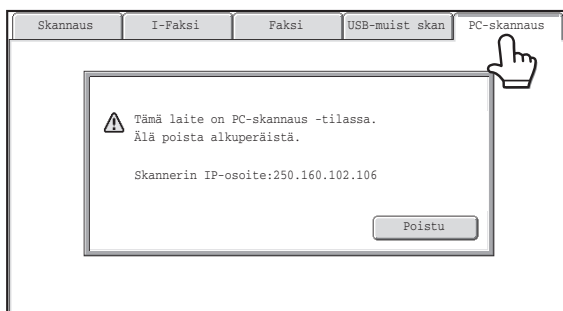 Skannaus I-Faksi Faksi USB-muist skan PC-skannaus
Tämä laite on PC-skannaus -tilassa.
Älä poista alkuperäistä.
Skannerin IP-osoite:250.160.102.106
Poistu